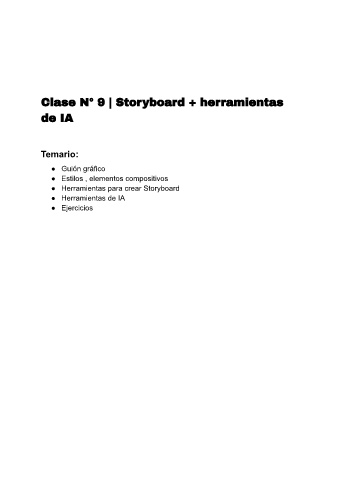 Clase N° 9 | Storyboard + herramientas
de IA
Temario:
● Guión gráfico
● Estilos , elementos compositivos
● Herramientas para crear Storyboard
● Herramientas de IA
● Ejercicios